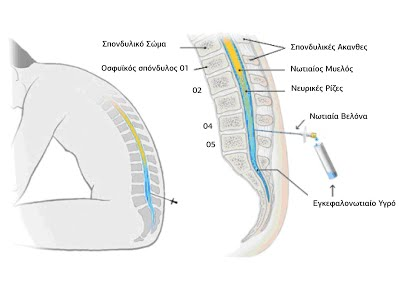 Σπονδυλικό Σώμα
Σπονδυλικές Ακανθες
Οσφυϊκός σπόνδυλος 01
Νωτιαίος Μυελός
02
Νευρικές Ρίζες
Νωτιαία Βελόνα
04
05
Εγκεφαλονωτιαίο Υγρό